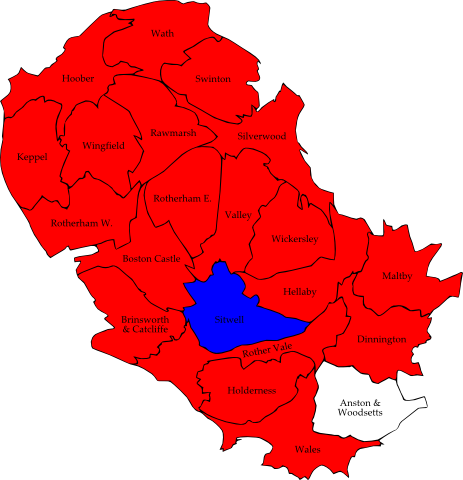 Wath
Hoober
Swinton
Rawmarsh
Silverwood
Keppel
Wingfield
Rotherham E.
Valley
Rotherham W.
Wickersley
Boston Castle
Maltby
Hellaby
Brinsworth
& Catcliffe
Sitwell
Dinnington
Rother Vale
Holderness
Anston &
Woodsetts
Wales